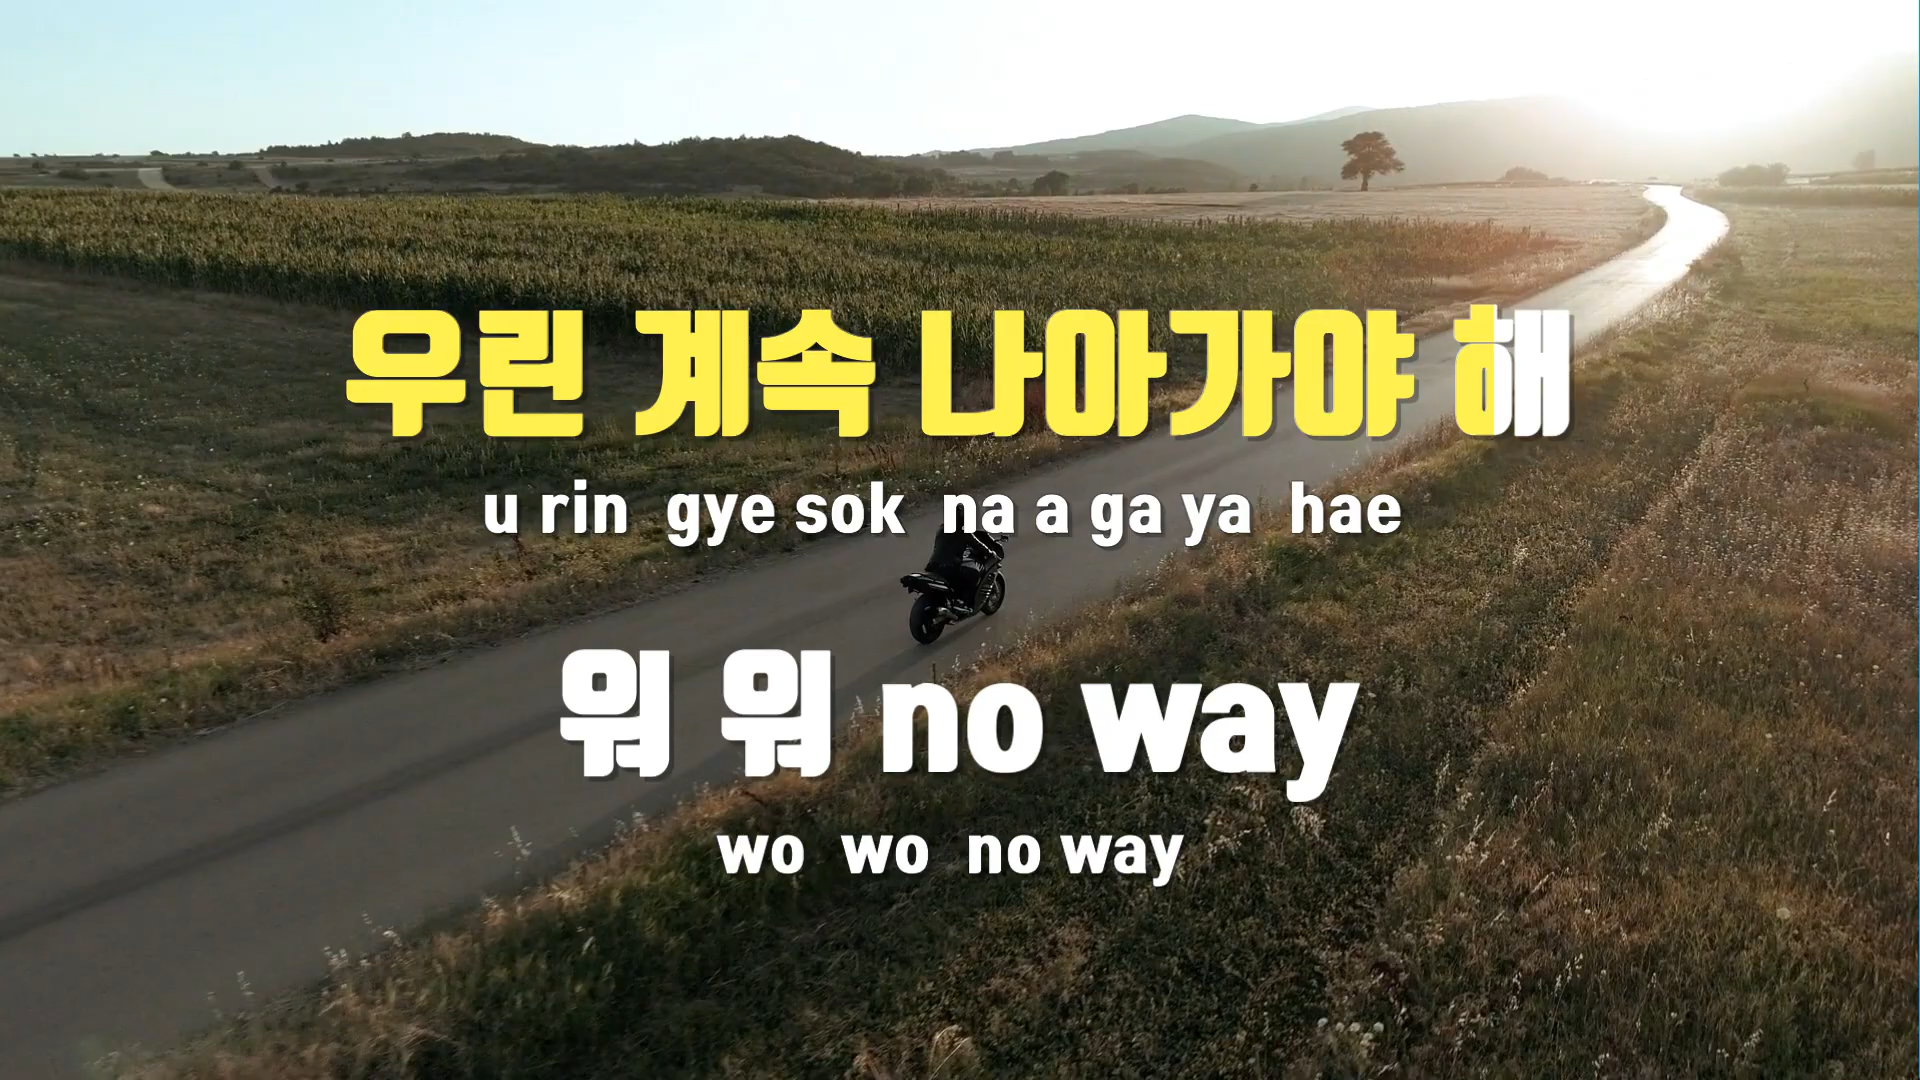 우린 계속 나아가야 해
u rin gye sok na a ga ya hae
워 워 no way
wo wo no way